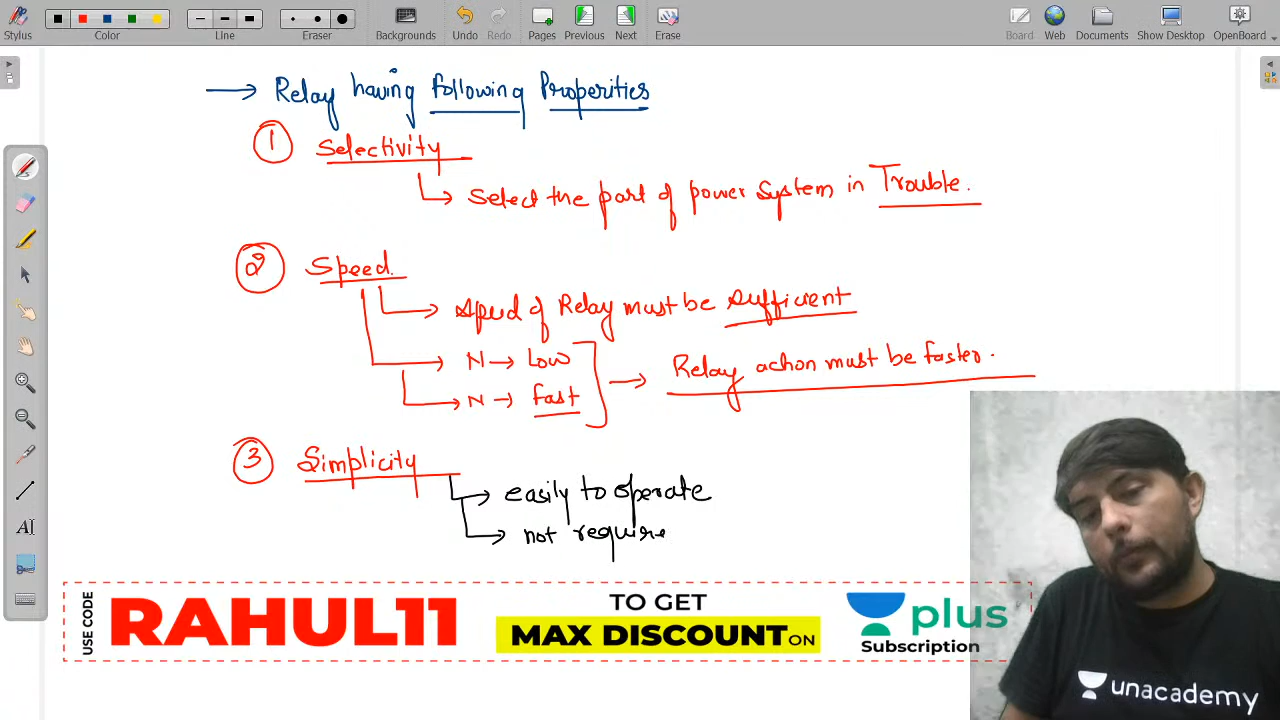 Stylus
Color
Line
Eraser
Backgrounds
Undo
Redo
Pages
Previous
Next
Erase
Board
Web
Documents
Show Desktop
OpenBoard
→ Relay having following Properities
① Selectivity
Select the part of power System in Trouble.
② Speed.
Speed of Relay must be Sufficient
N → Low
Relay action must be faster.
N → fast
③ Simplicity
easily to operate
not require
USE CODE
RAHUL11
TO GET
MAX DISCOUNT ON
plus
Subscription
unacademy